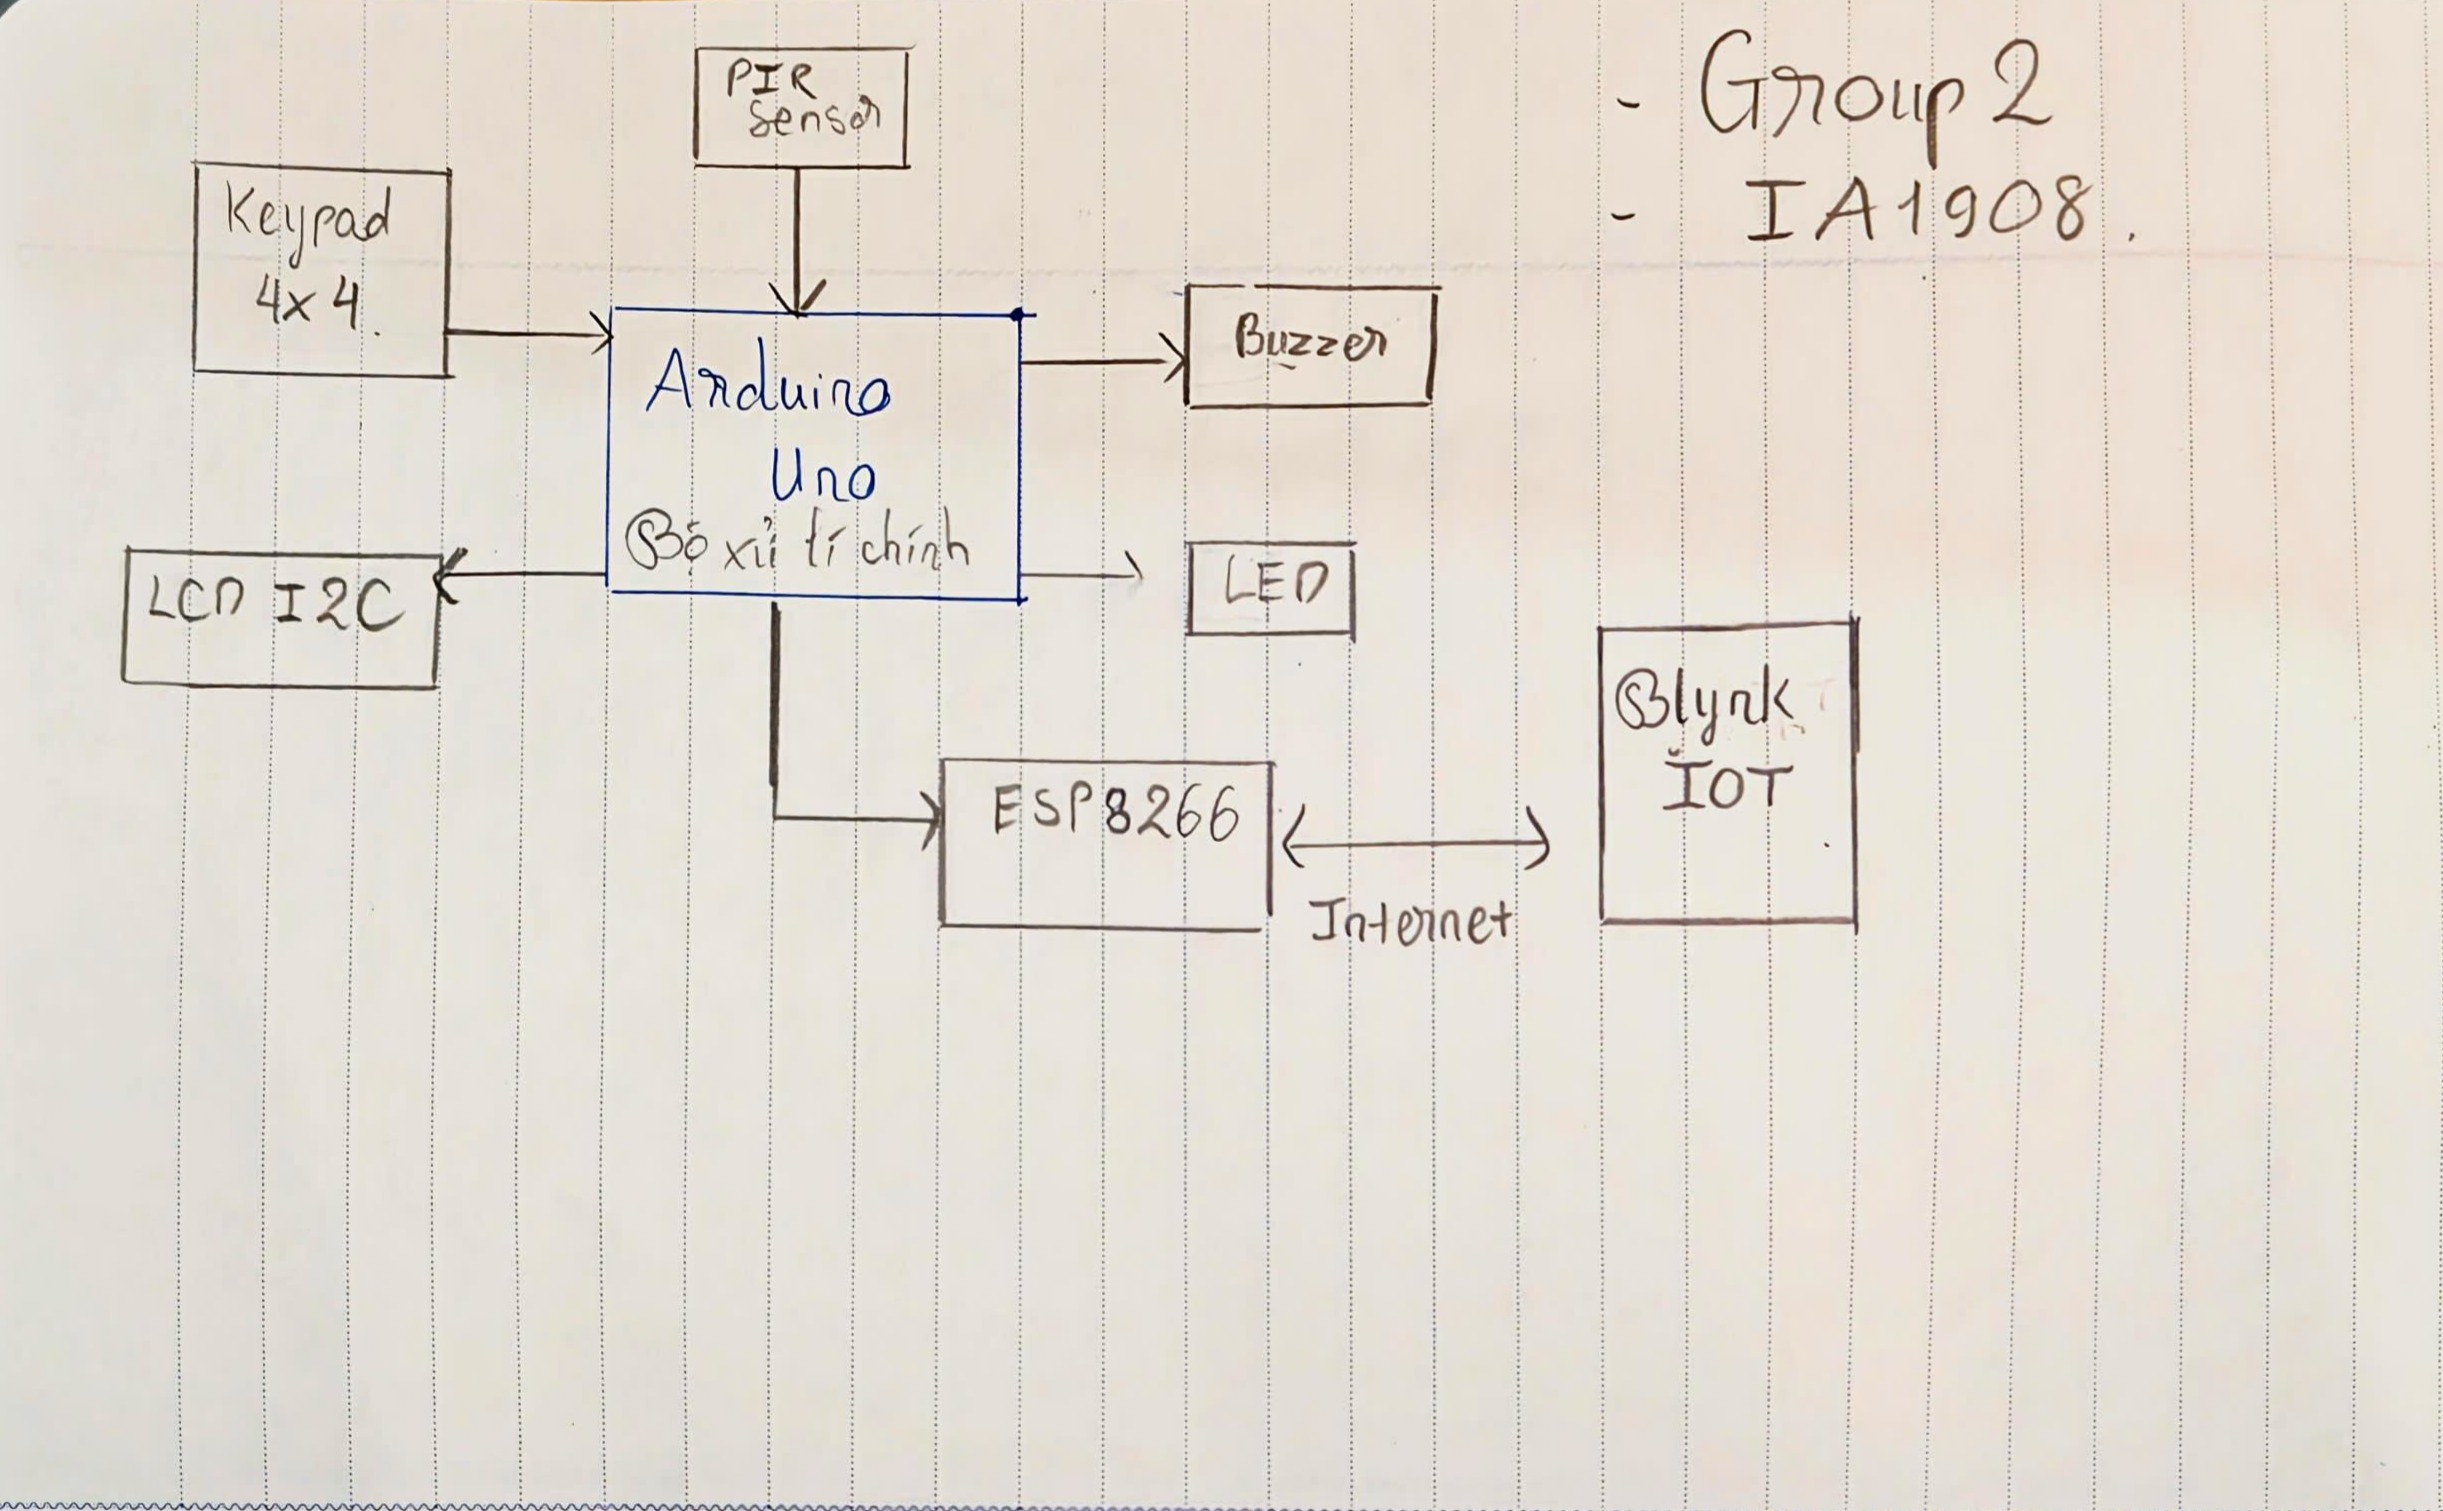 PIR
Sensor
- Group 2
- IA1908.
Keypad
4x4.
Arduino
Uno
Bộ xử lí chính
Buzzer
LCD I2C
LED
Blynk
IOT
ESP8266
Internet